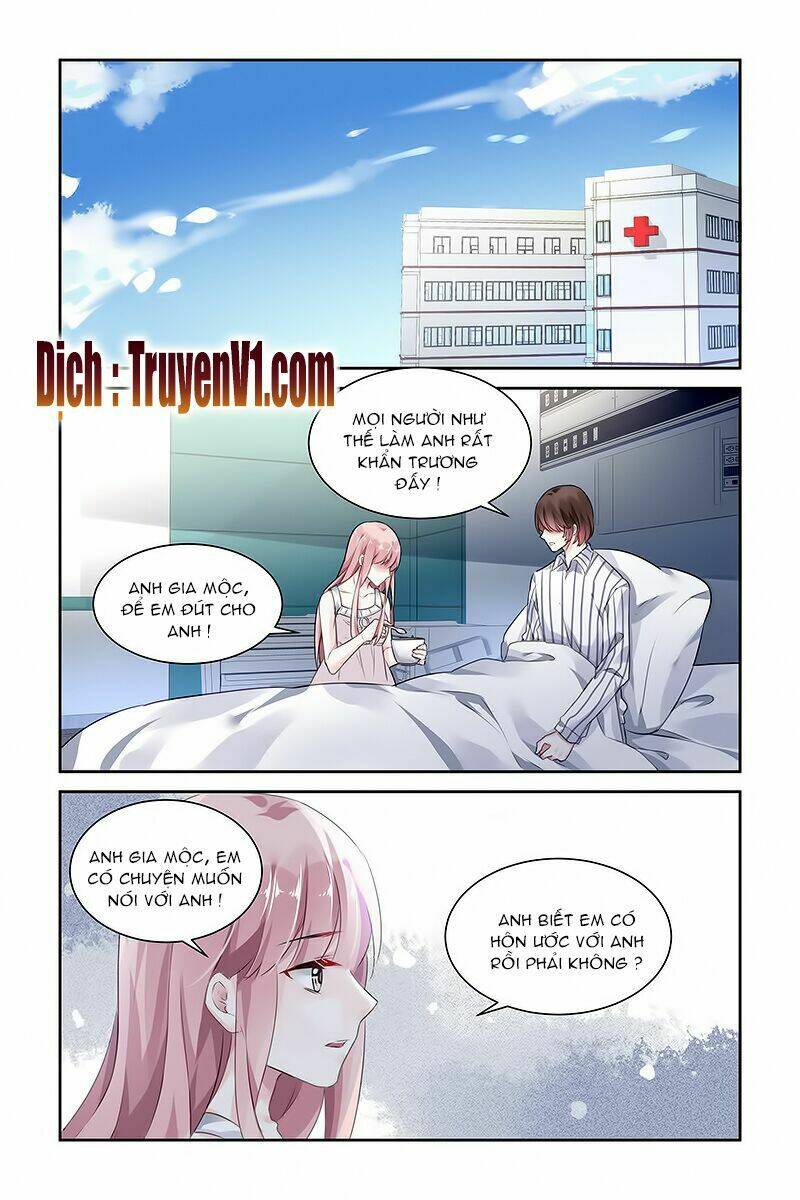 Dịch : TruyenV1.com
MỌI NGƯỜI NHƯ
THẾ LÀM ANH RẤT
KHẨN TRƯƠNG
ĐẤY !
ANH GIA MỘC,
ĐỂ EM ĐÚT CHO
ANH !
ANH GIA MỘC, EM
CÓ CHUYỆN MUỐN
NÓI VỚI ANH !
ANH BIẾT EM CÓ
HÔN ƯỚC VỚI ANH
RỒI PHẢI KHÔNG ?